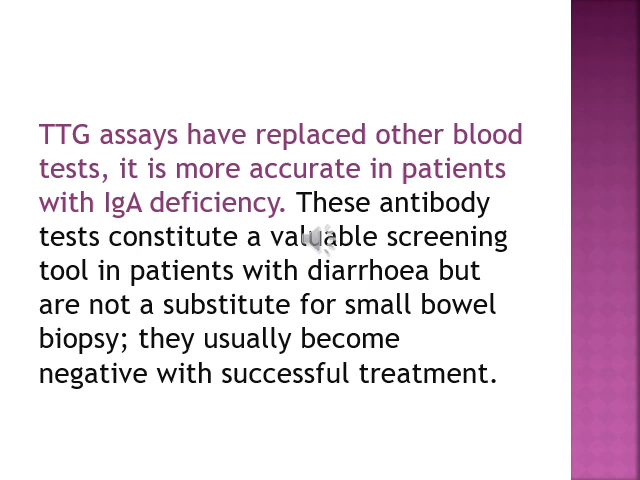 TTG assays have replaced other blood
tests, it is more accurate in patients
with IgA deficiency. These antibody
tests constitute a valuable screening
tool in patients with diarrhoea but
are not a substitute for small bowel
biopsy; they usually become
negative with successful treatment.